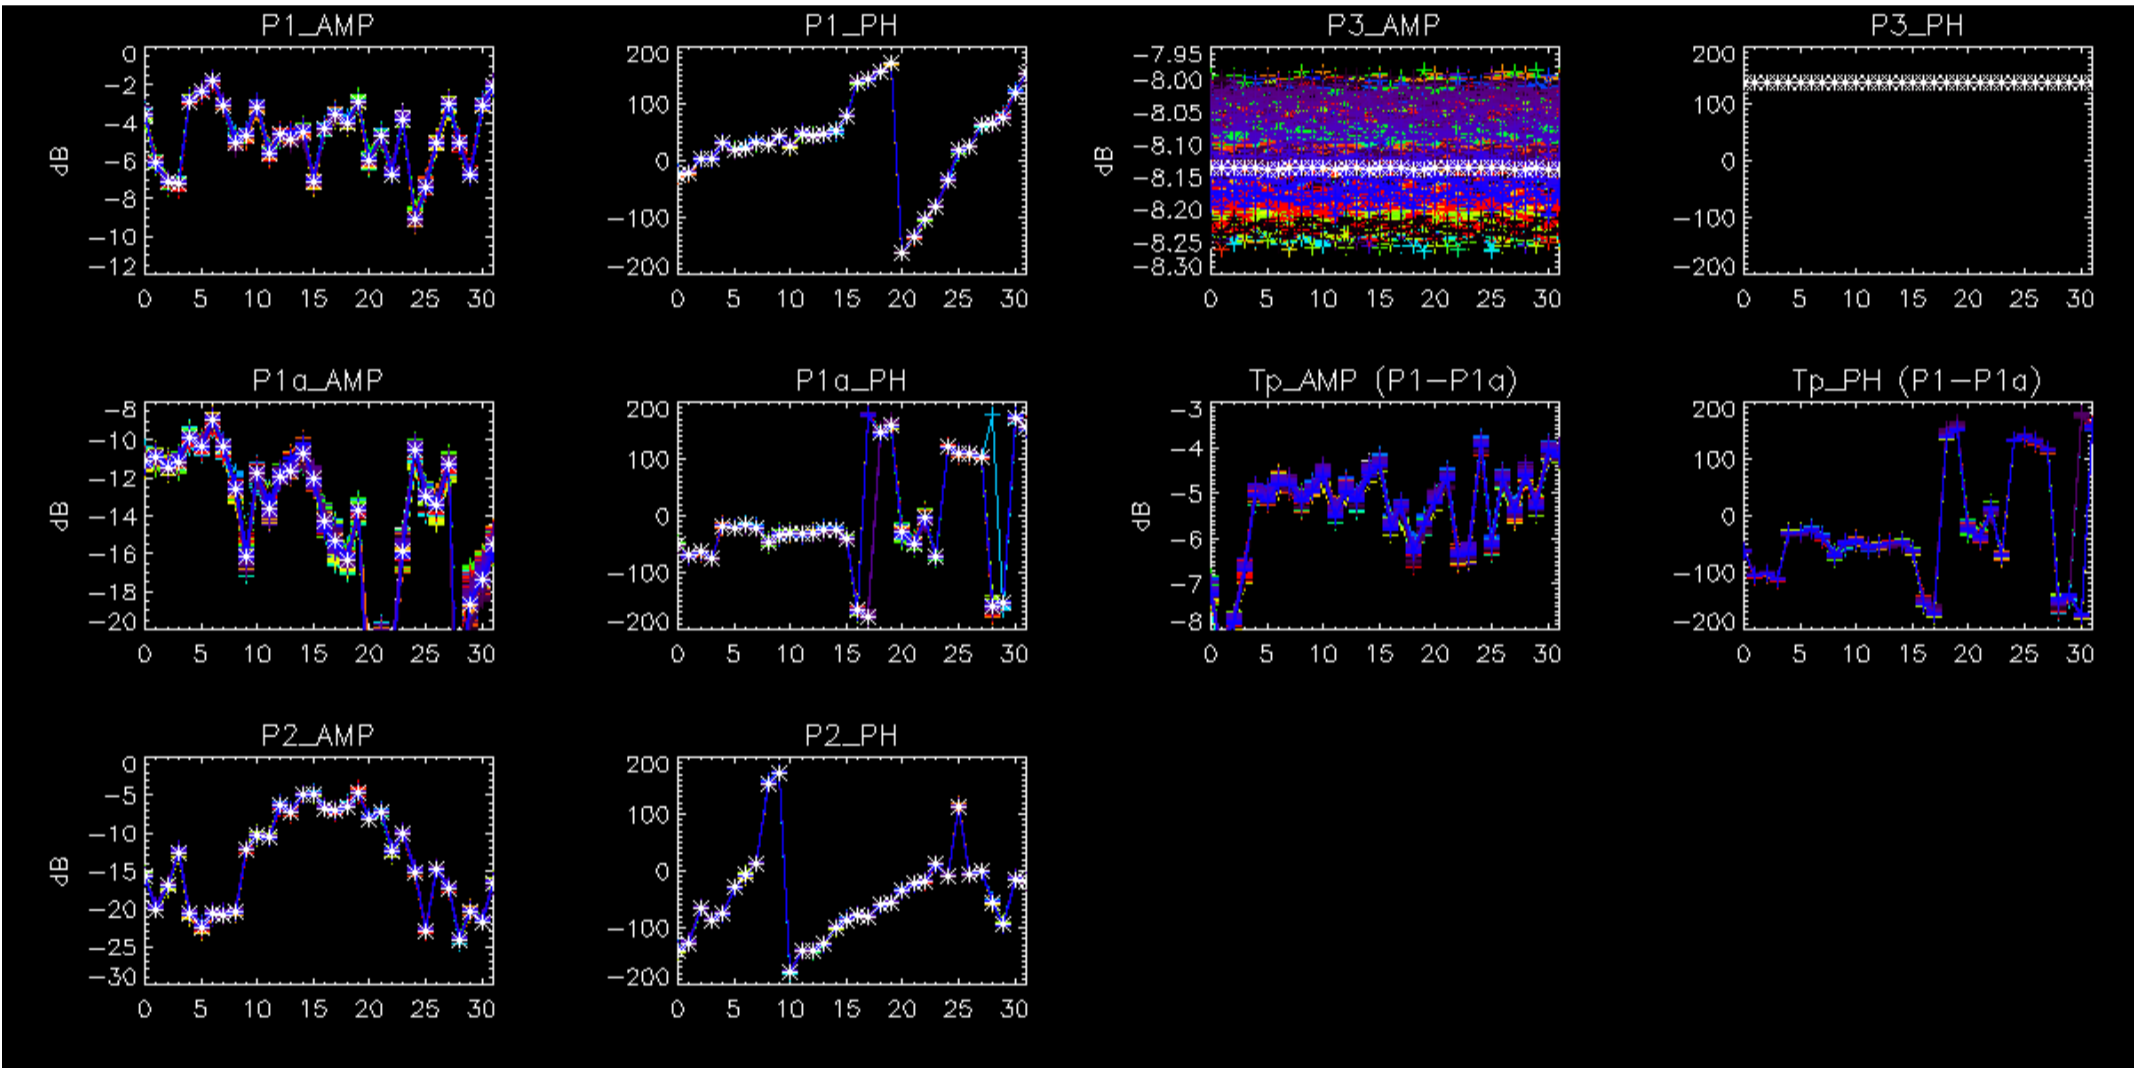 P1_AMP
dB
0
−2
−4
−6
−8
−10
−12
0 5 10 15 20 25 30
P1_PH
200
100
0
−100
−200
0 5 10 15 20 25 30
P3_AMP
dB
−7.95
−8.00
−8.05
−8.10
−8.15
−8.20
−8.25
−8.30
0 5 10 15 20 25 30
P3_PH
200
100
0
−100
−200
0 5 10 15 20 25 30
P1a_AMP
dB
−8
−10
−12
−14
−16
−18
−20
0 5 10 15 20 25 30
P1a_PH
200
100
0
−100
−200
0 5 10 15 20 25 30
Tp_AMP (P1−P1a)
dB
−3
−4
−5
−6
−7
−8
0 5 10 15 20 25 30
Tp_PH (P1−P1a)
200
100
0
−100
−200
0 5 10 15 20 25 30
P2_AMP
dB
0
−5
−10
−15
−20
−25
−30
0 5 10 15 20 25 30
P2_PH
200
100
0
−100
−200
0 5 10 15 20 25 30